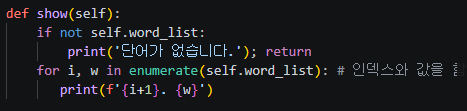 def show(self):
    if not self.word_list:
        print('단어가 없습니다.'); return
    for i, w in enumerate(self.word_list): # 인덱스와 값을
        print(f'{i+1}. {w}')